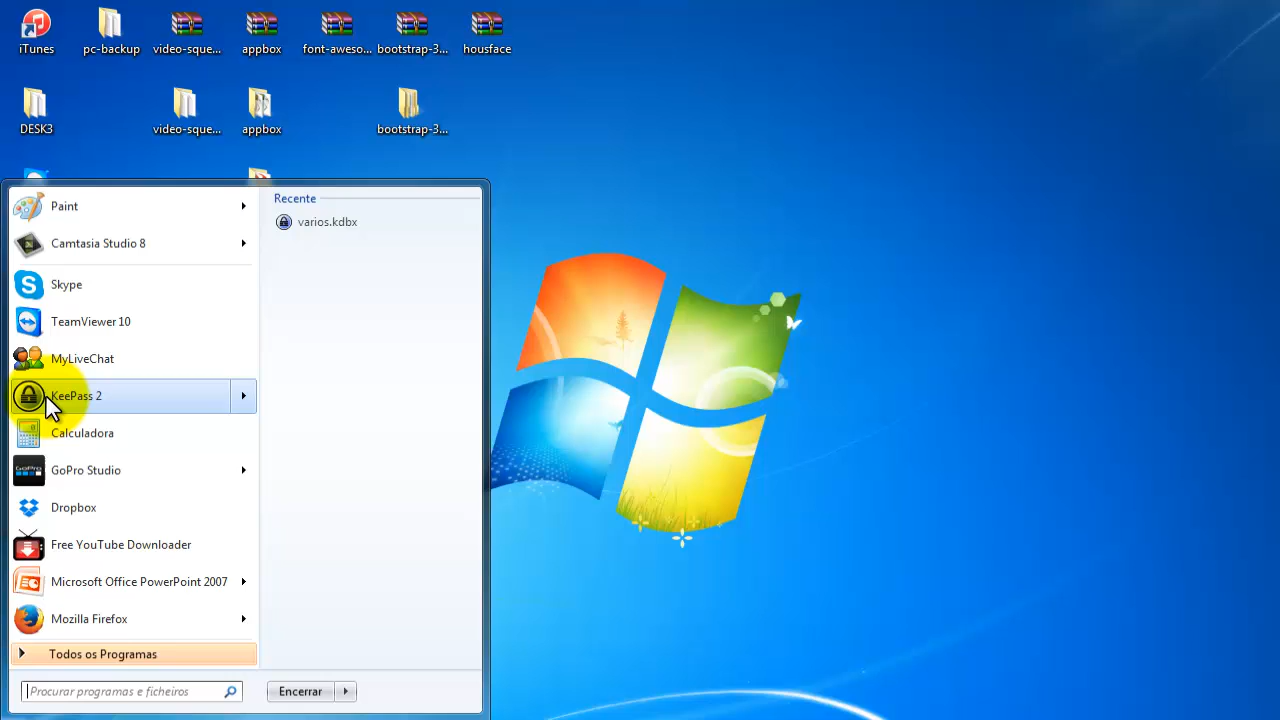 iTunes
pc-backup
video-sque...
appbox
font-aweso...
bootstrap-3...
housface
DESK3
video-sque...
appbox
bootstrap-3...
Paint
Camtasia Studio 8
Skype
TeamViewer 10
MyLiveChat
KeePass 2
Calculadora
GoPro Studio
Dropbox
Free YouTube Downloader
Microsoft Office PowerPoint 2007
Mozilla Firefox
Todos os Programas
Procurar programas e ficheiros
Recente
varios.kdbx
Encerrar